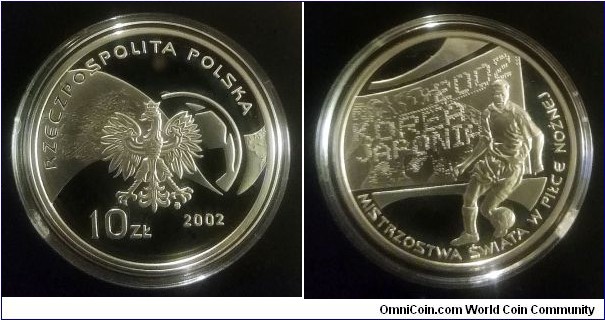 RZECZPOSPOLITA POLSKA
10 ZŁ 2002
2002
KOREA
JAPONIA
MISTRZOSTWA ŚWIATA W PIŁCE NOŻNEJ
OmniCoin.com World Coin Community